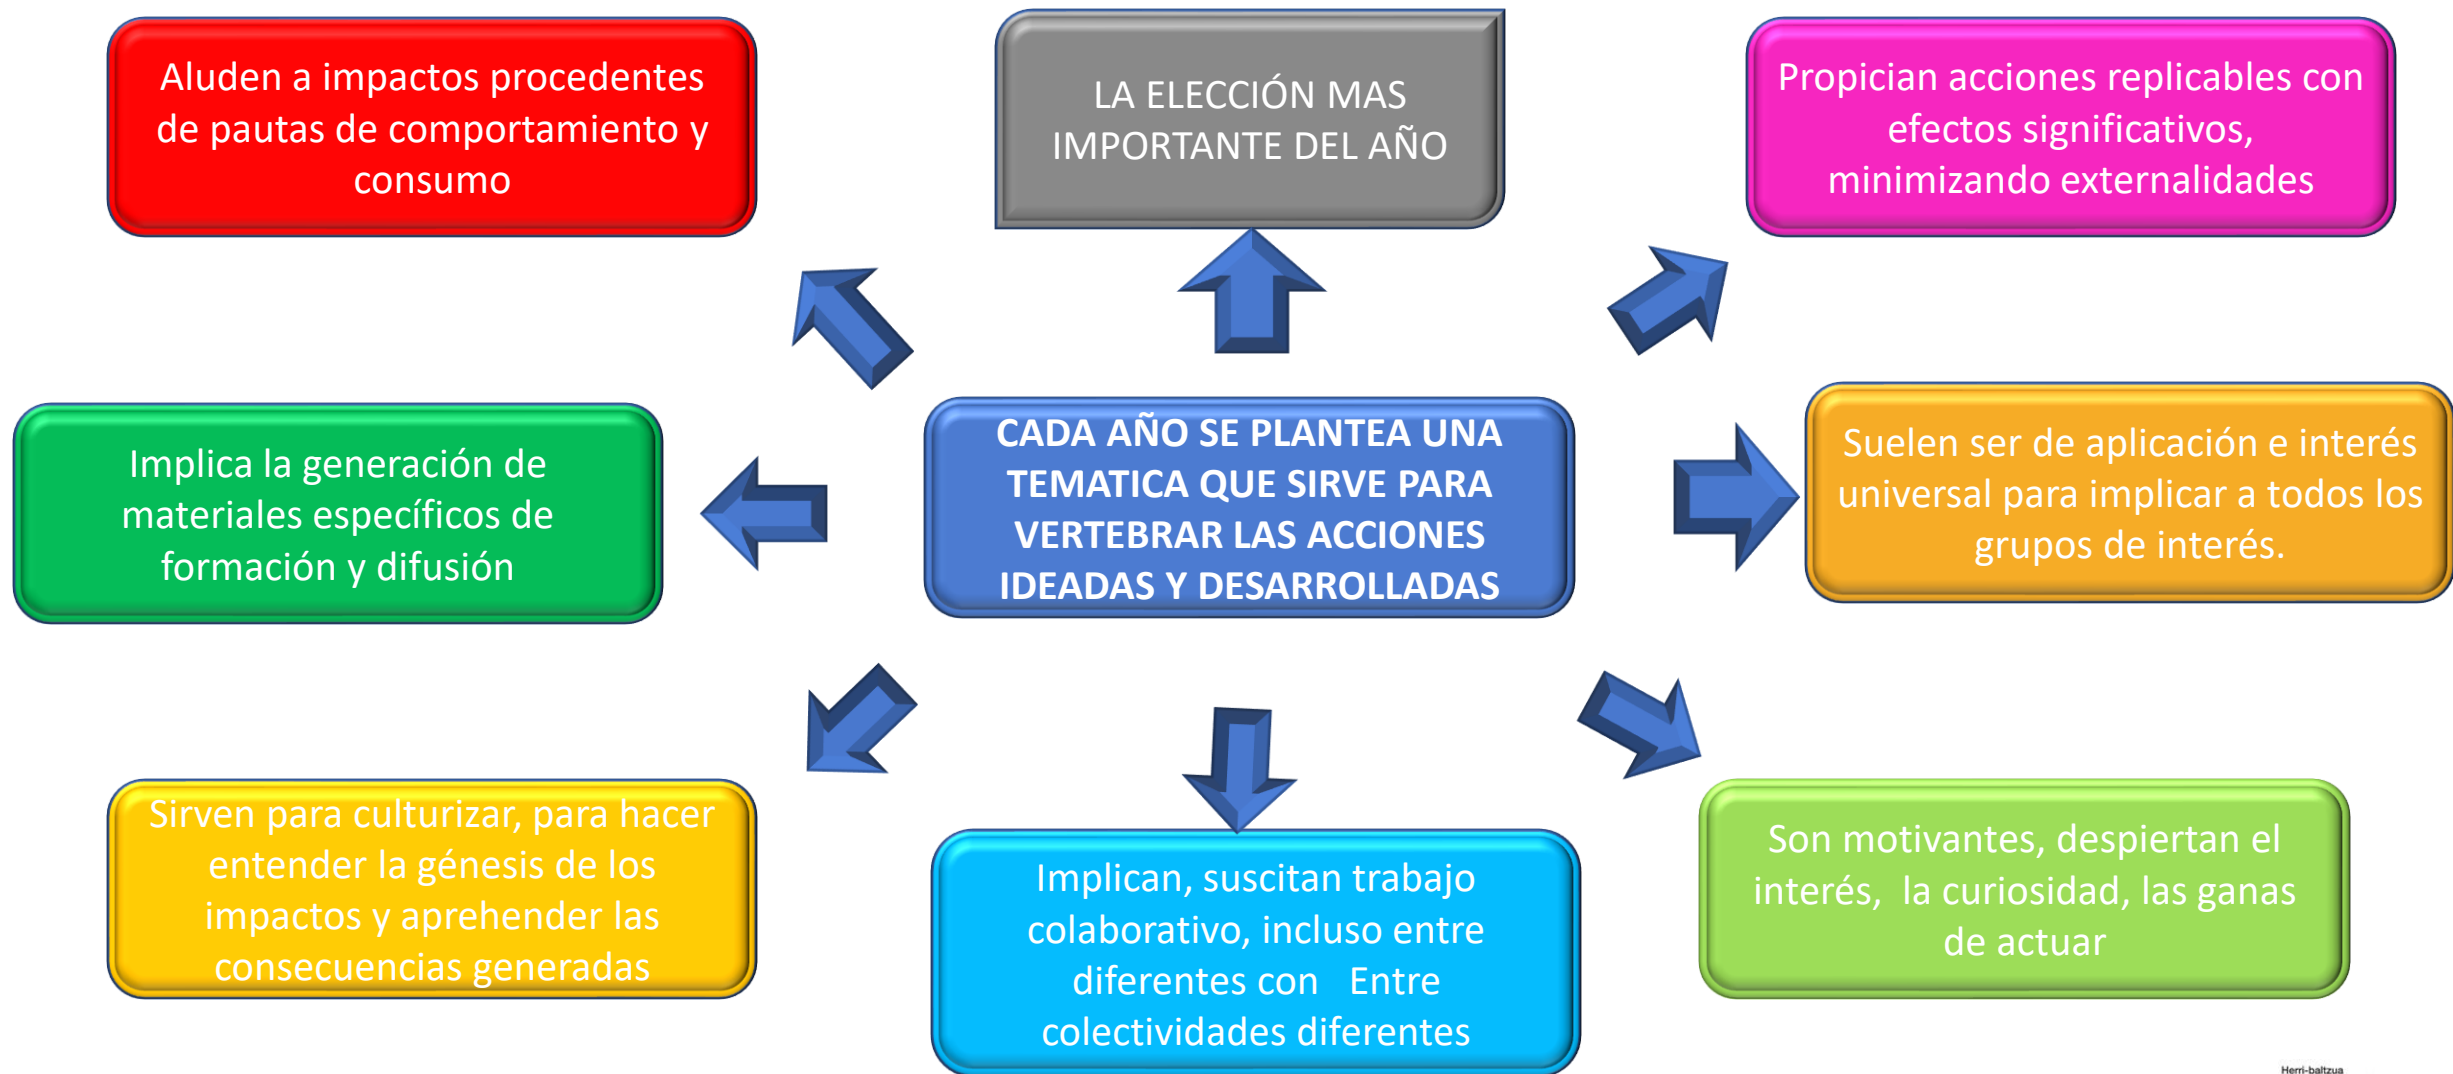 Aluden a impactos procedentes
de pautas de comportamiento y
consumo
LA ELECCIÓN MAS
IMPORTANTE DEL AÑO
Propician acciones replicables con
efectos significativos,
minimizando externalidades
Implica la generación de
materiales específicos de
formación y difusión
CADA AÑO SE PLANTEA UNA
TEMATICA QUE SIRVE PARA
VERTEBRAR LAS ACCIONES
IDEADAS Y DESARROLLADAS
Suelen ser de aplicación e interés
universal para implicar a todos los
grupos de interés.
Sirven para culturizar, para hacer
entender la génesis de los
impactos y aprehender las
consecuencias generadas
Implican, suscitan trabajo
colaborativo, incluso entre
diferentes con   Entre
colectividades diferentes
Son motivantes, despiertan el
interés,  la curiosidad, las ganas
de actuar
Herri-baltzua